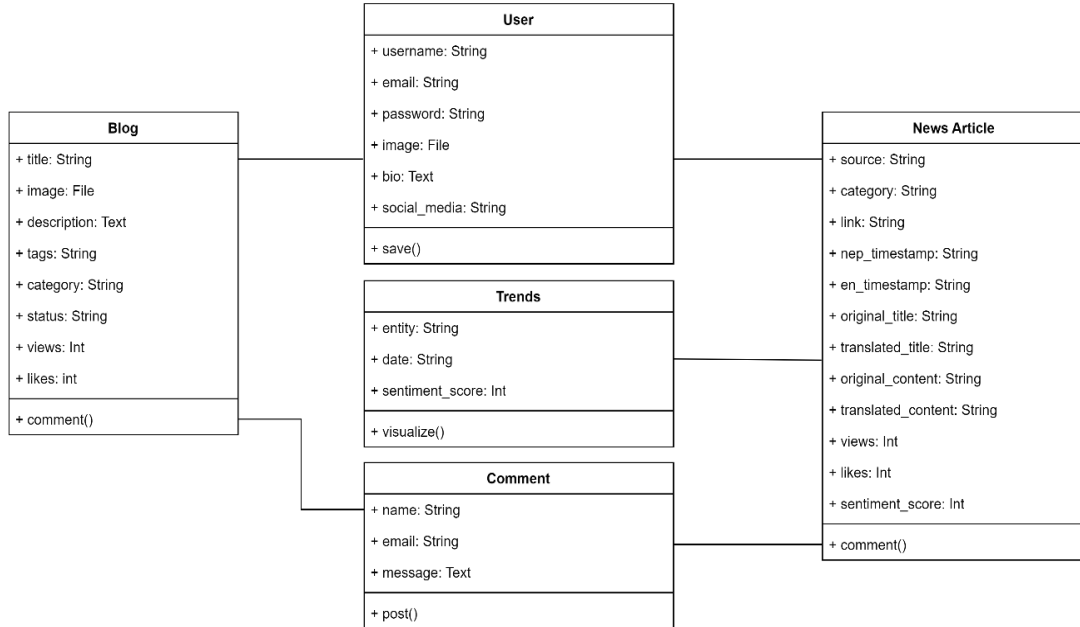 User
+ username: String
+ email: String
+ password: String
+ image: File
+ bio: Text
+ social_media: String
+ save()
Blog
+ title: String
+ image: File
+ description: Text
+ tags: String
+ category: String
+ status: String
+ views: Int
+ likes: int
+ comment()
News Article
+ source: String
+ category: String
+ link: String
+ nep_timestamp: String
+ en_timestamp: String
+ original_title: String
+ translated_title: String
+ original_content: String
+ translated_content: String
+ views: Int
+ likes: Int
+ sentiment_score: Int
+ comment()
Trends
+ entity: String
+ date: String
+ sentiment_score: Int
+ visualize()
Comment
+ name: String
+ email: String
+ message: Text
+ post()